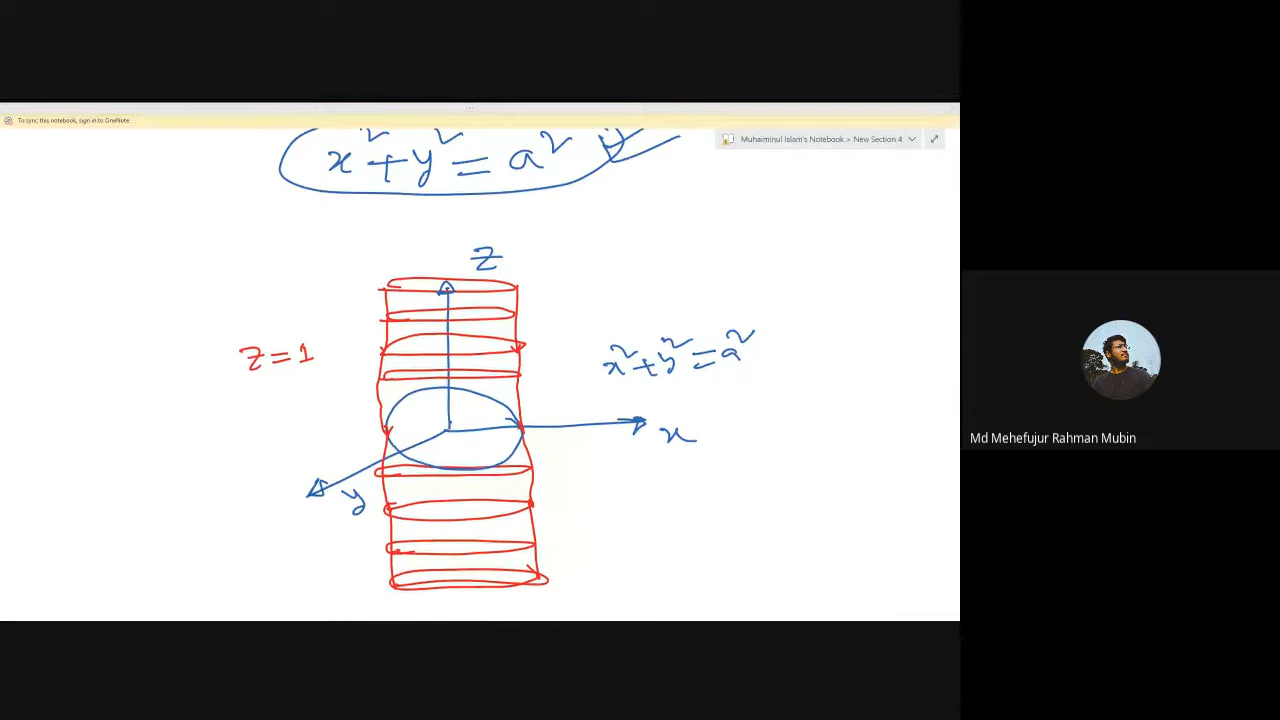 To sync this notebook, sign in to OneNote
Muhaiminul Islam's Notebook > New Section 4
x² + y² = a²
z
z = 1
x² + y² = a²
x
y
Md Mehefujur Rahman Mubin